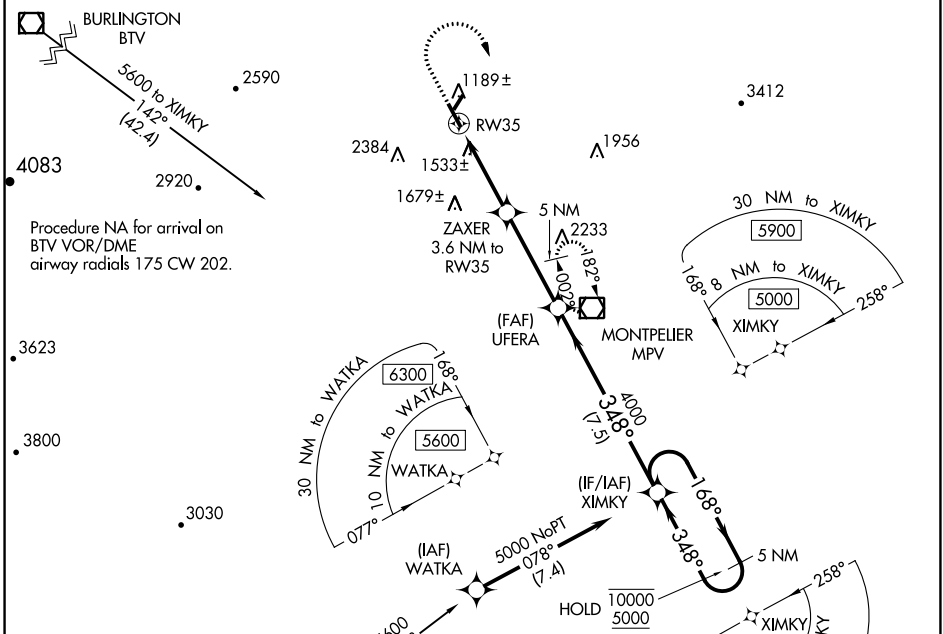 BURLINGTON
BTV
5600 to XIMKY
142°
(42.4)
2590
1189±
3412
RW35
4083
2384
1533±
1956
2920
1679±
Procedure NA for arrival on
BTV VOR/DME
airway radials 175 CW 202.
ZAXER
3.6 NM to
RW35
5 NM
2233
182°
002°
30 NM to XIMKY
5900
8 NM to XIMKY
5000
168°
258°
XIMKY
(FAF)
UFERA
MONTPELIER
MPV
3623
30 NM to WATKA
6300
168°
10 NM to WATKA
5600
WATKA
077°
4000
348°
(7.5)
3800
3030
(IF/IAF)
XIMKY
168°
348°
5 NM
(IAF)
WATKA
5000 NoPT
078°
(7.4)
HOLD
10000
5000
258°
XIMKY